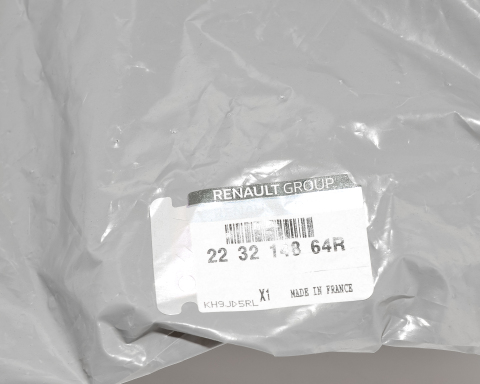 RENAULT GROUP
22 32 148 64R
KH9JD5RL X1 MADE IN FRANCE